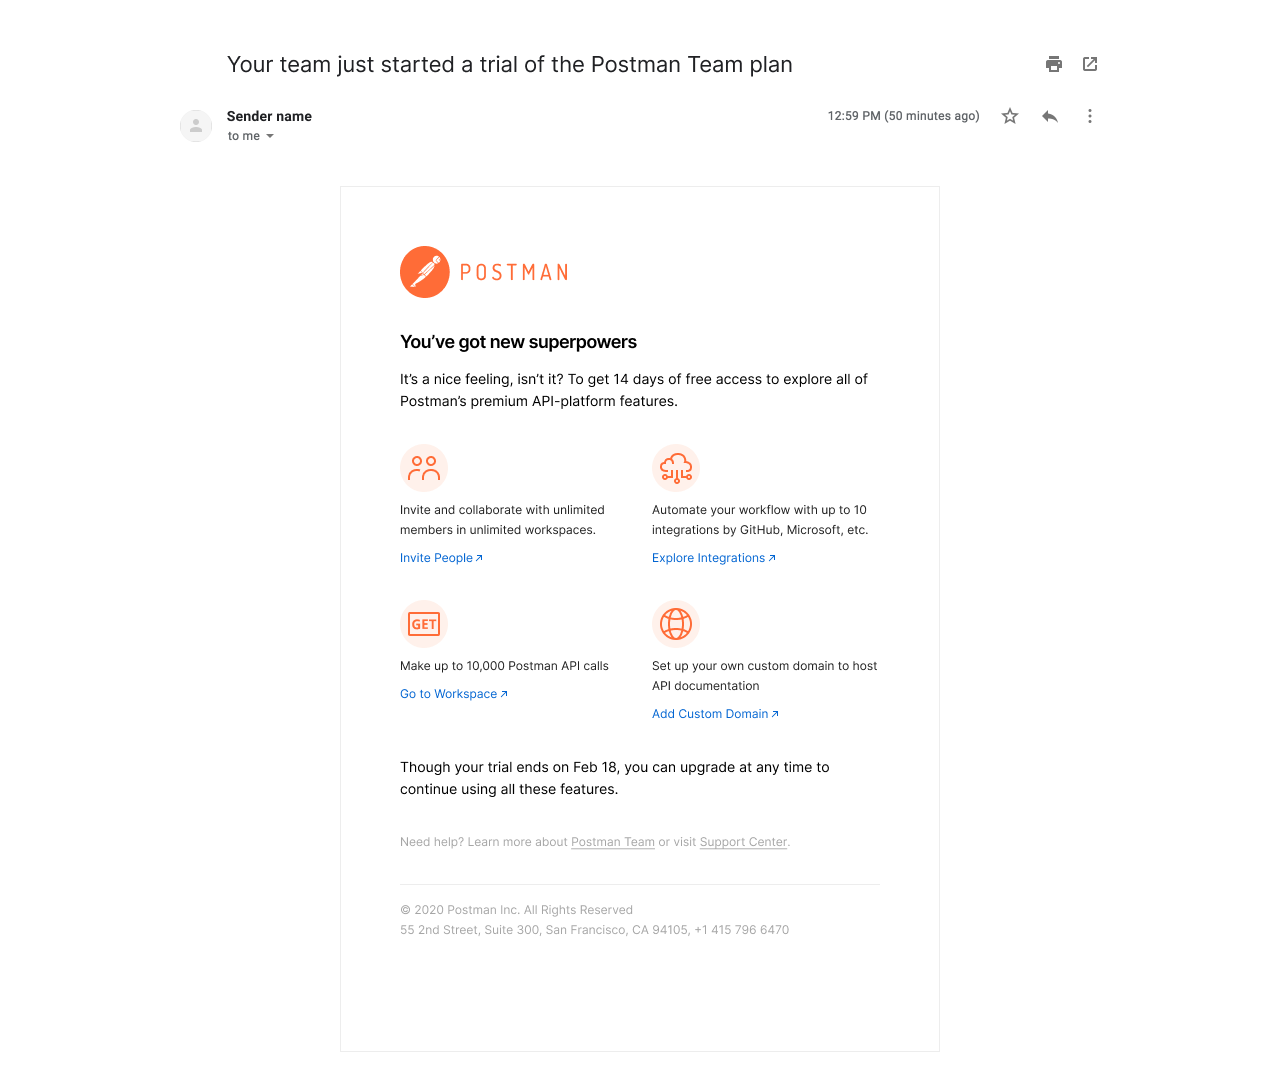 Your team just started a trial of the Postman Team plan
Sender name
12:59 PM (50 minutes ago)
to me
POSTMAN
You’ve got new superpowers
It’s a nice feeling, isn’t it? To get 14 days of free access to explore all of
Postman’s premium API-platform features.
Invite and collaborate with unlimited
members in unlimited workspaces.
Invite People
Automate your workflow with up to 10
integrations by GitHub, Microsoft, etc.
Explore Integrations
GET
Make up to 10,000 Postman API calls
Go to Workspace
Set up your own custom domain to host
API documentation
Add Custom Domain
Though your trial ends on Feb 18, you can upgrade at any time to
continue using all these features.
Need help? Learn more about Postman Team or visit Support Center.
© 2020 Postman Inc. All Rights Reserved
55 2nd Street, Suite 300, San Francisco, CA 94105, +1 415 796 6470